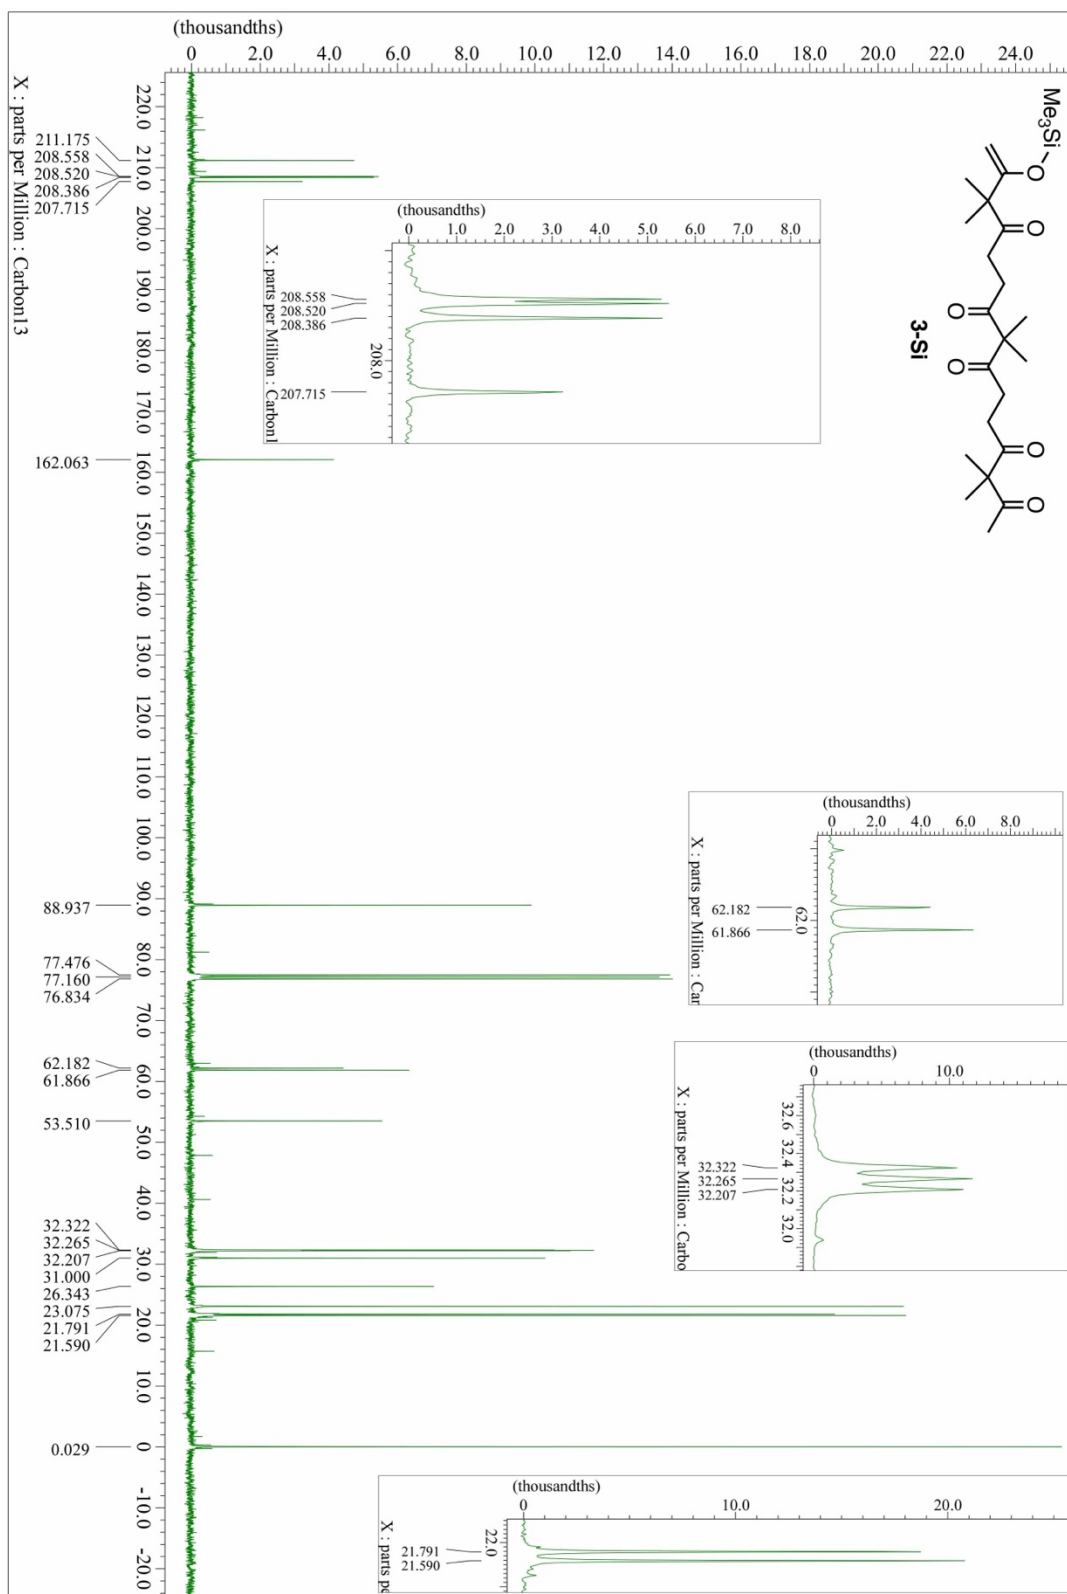 (thousandths)
0 2.0 4.0 6.0 8.0 10.0 12.0 14.0 16.0 18.0 20.0 22.0 24.0
Me3Si
O
O
O
O
O
O
3-Si
220.0 210.0 200.0 190.0 180.0 170.0 160.0 150.0 140.0 130.0 120.0 110.0 100.0 90.0 80.0 70.0 60.0 50.0 40.0 30.0 20.0 10.0 0 -10.0 -20.0
X : parts per Million : Carbon13
211.175
208.558
208.520
208.386
207.715
162.063
88.937
77.476
77.160
76.834
62.182
61.866
53.510
32.322
32.265
32.207
31.000
26.343
23.075
21.791
21.590
0.029
(thousandths)
0 1.0 2.0 3.0 4.0 5.0 6.0 7.0 8.0
208.0
X : parts per Million : Carbon1
208.558
208.520
208.386
207.715
(thousandths)
0 2.0 4.0 6.0 8.0
62.0
X : parts per Million : Car
62.182
61.866
(thousandths)
0 10.0
32.6 32.4 32.2 32.0
X : parts per Million : Carbo
32.322
32.265
32.207
(thousandths)
0 10.0 20.0
22.0
X : parts pe
21.791
21.590